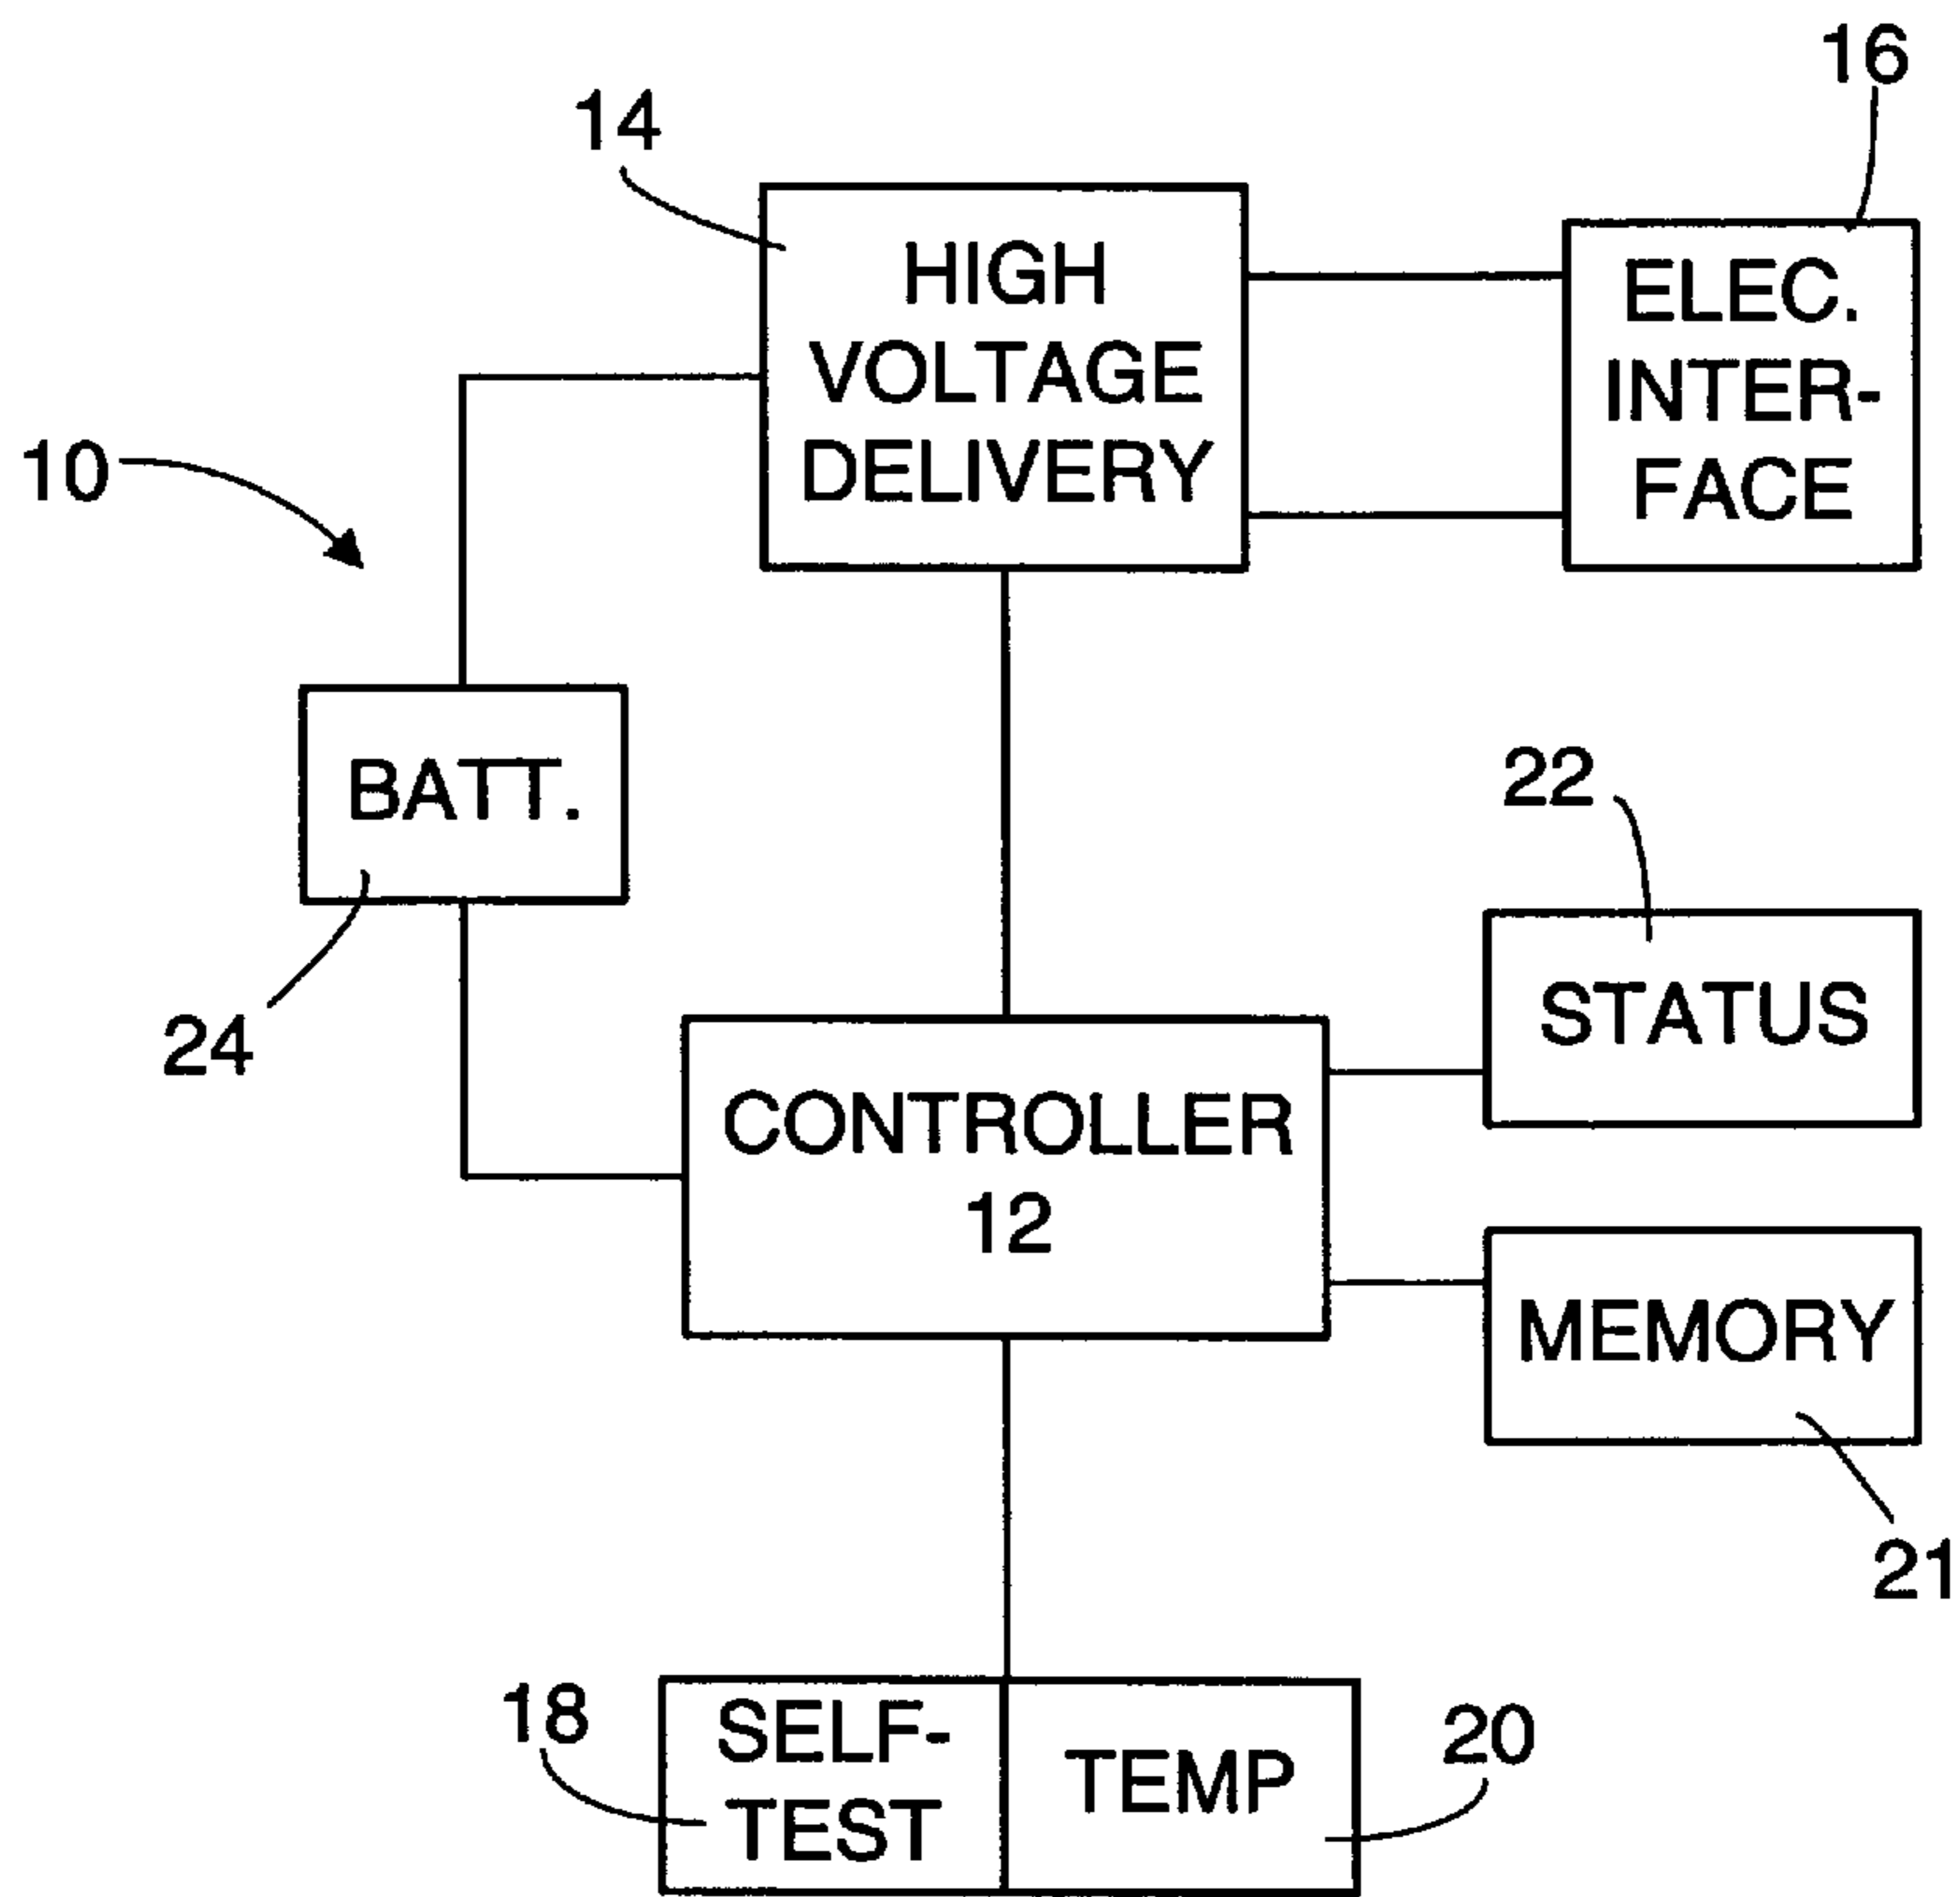 16
14
HIGH
VOLTAGE
DELIVERY
ELEC.
INTER-
FACE
10
BATT.
22
24
STATUS
CONTROLLER
12
MEMORY
21
18
SELF-
TEST
TEMP
20